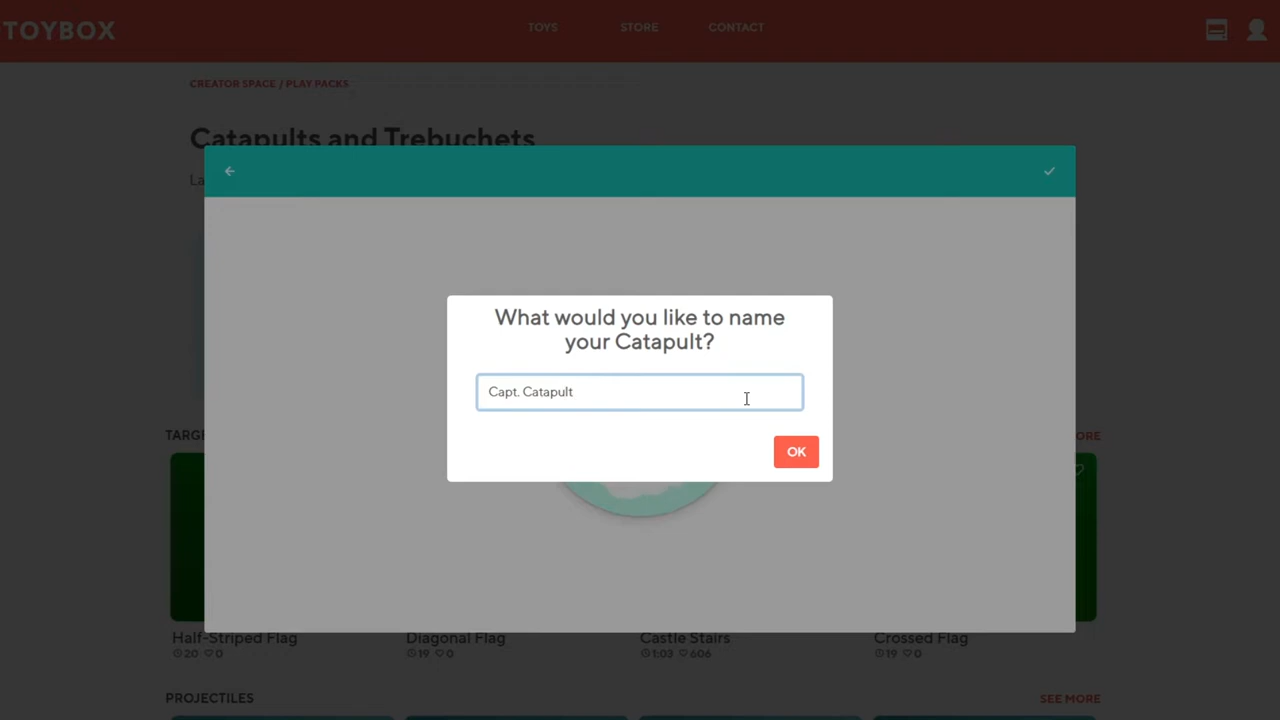 TOYBOX
TOYS
STORE
CONTACT
CREATOR SPACE / PLAY PACKS
Catapults and Trebuchets
What would you like to name
your Catapult?
Capt. Catapult
OK
Half-Striped Flag
20 0
Diagonal Flag
19 0
Castle Stairs
1:03 606
Crossed Flag
19 0
PROJECTILES
SEE MORE